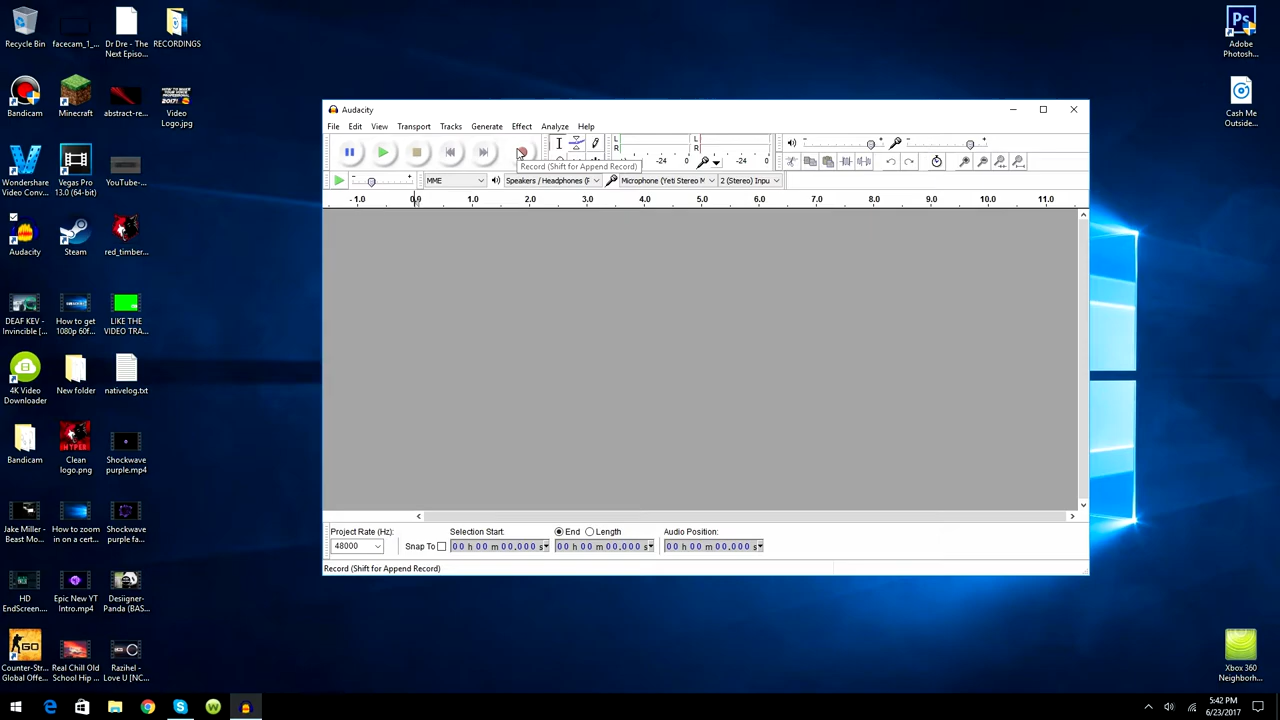 Recycle Bin
facecam_1_...
Dr Dre - The
Next Episo...
RECORDINGS
Bandicam
Minecraft
abstract-re...
Video
Logo.jpg
Wondershare
Video Conv...
Vegas Pro
13.0 (64-bit)
YouTube-...
Audacity
Steam
red_timber...
DEAF KEV -
Invincible [...
How to get
1080p 60f...
LIKE THE
VIDEO TRA...
4K Video
Downloader
New folder
nativelog.txt
Bandicam
Clean
logo.png
Shockwave
purple.mp4
Jake Miller -
Beast Mo...
How to zoom
in on a cert...
Shockwave
purple fa...
HD
EndScreen...
Epic New YT
Intro.mp4
Desiigner-
Panda (BAS...
Counter-Str...
Global Offe...
Real Chill Old
School Hip ...
Razihel -
Love U [NC...
Audacity
File Edit View Transport Tracks Generate Effect Analyze Help
L
R
-24 0
L
R
-24 0
Record (Shift for Append Record)
MME
Speakers / Headphones (F
Microphone (Yeti Stereo M
2 (Stereo) Inpu
- 1.0 0.0 1.0 2.0 3.0 4.0 5.0 6.0 7.0 8.0 9.0 10.0 11.0
Project Rate (Hz):
48000
Snap To
Selection Start:
00 h 00 m 00.000 s
End Length
00 h 00 m 00.000 s
Audio Position:
00 h 00 m 00.000 s
Record (Shift for Append Record)
Ps
Adobe
Photosh...
Cash Me
Outside...
Xbox 360
Neighborh...
5:42 PM
6/23/2017